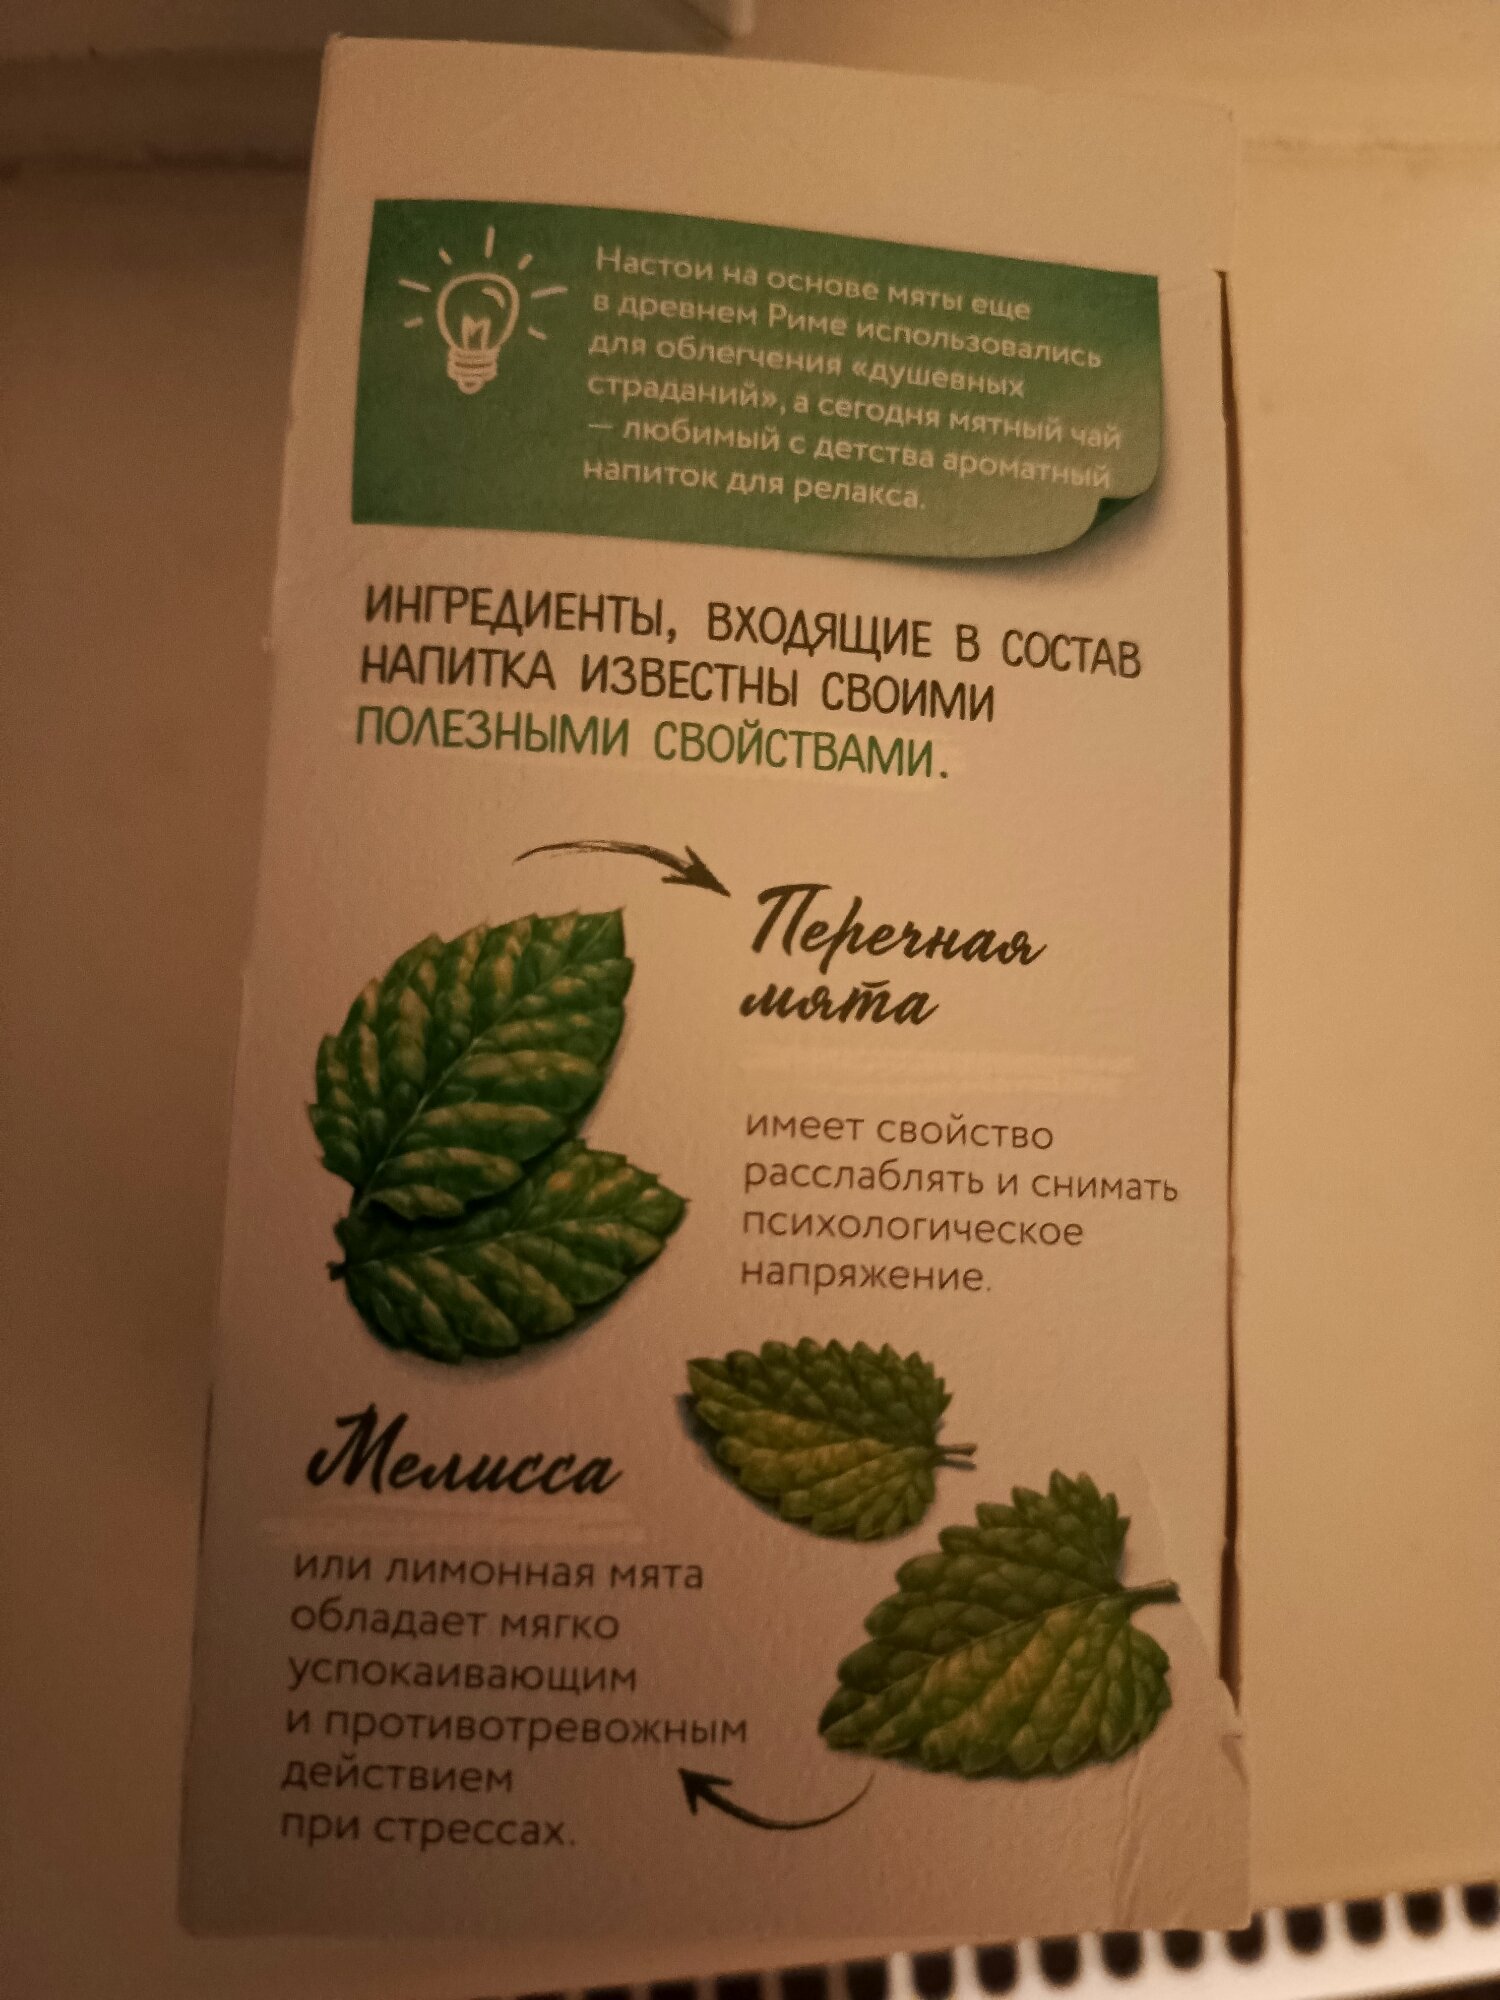 Настои на основе мяты еще
в древнем Риме использовались
для облегчения «душевных
страданий», а сегодня мятный чай
— любимый с детства ароматный
напиток для релакса.
ИНГРЕДИЕНТЫ, ВХОДЯЩИЕ В СОСТАВ
НАПИТКА ИЗВЕСТНЫ СВОИМИ
ПОЛЕЗНЫМИ СВОЙСТВАМИ.
Перечная
мята
имеет свойство
расслаблять и снимать
психологическое
напряжение.
Мелисса
или лимонная мята
обладает мягко
успокаивающим
и противотревожным
действием
при стрессах.